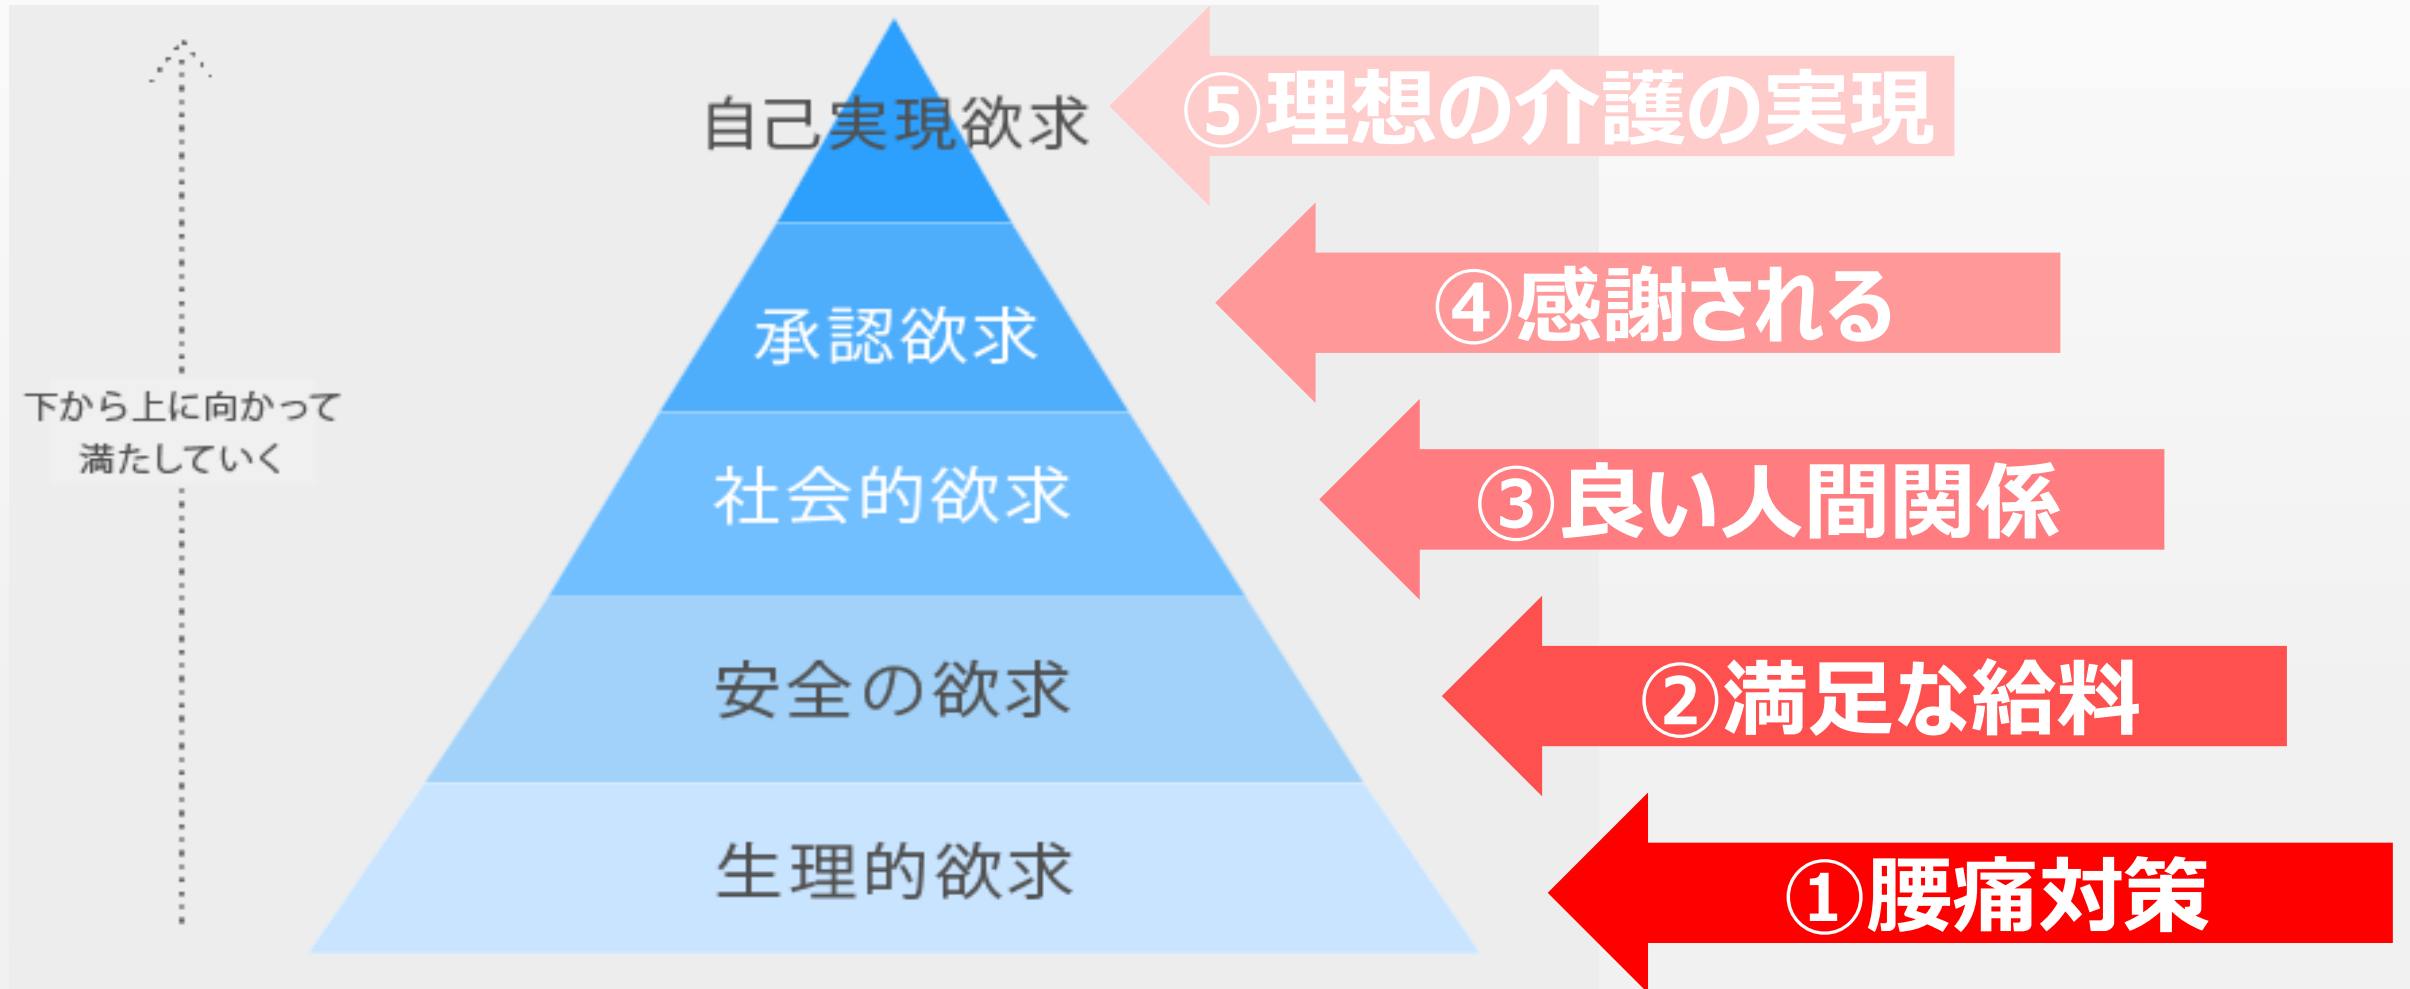 自己実現欲求
⑤理想の介護の実現
承認欲求
④感謝される
下から上に向かって
満たしていく
社会的欲求
③良い人間関係
安全の欲求
②満足な給料
生理的欲求
①腰痛対策